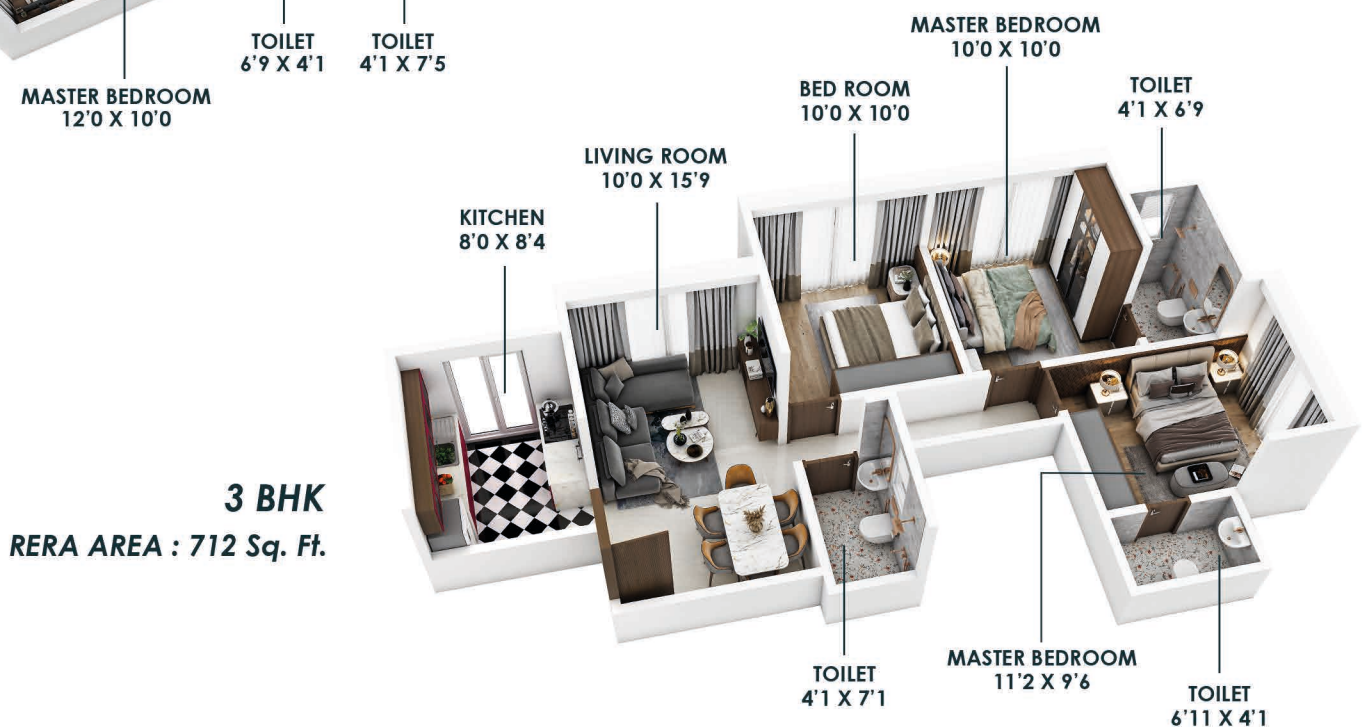 TOILET
6'9 X 4'1
TOILET
4'1 X 7'5
MASTER BEDROOM
12'0 X 10'0
MASTER BEDROOM
10'0 X 10'0
BED ROOM
10'0 X 10'0
TOILET
4'1 X 6'9
LIVING ROOM
10'0 X 15'9
KITCHEN
8'0 X 8'4
3 BHK
RERA AREA : 712 Sq. Ft.
TOILET
4'1 X 7'1
MASTER BEDROOM
11'2 X 9'6
TOILET
6'11 X 4'1